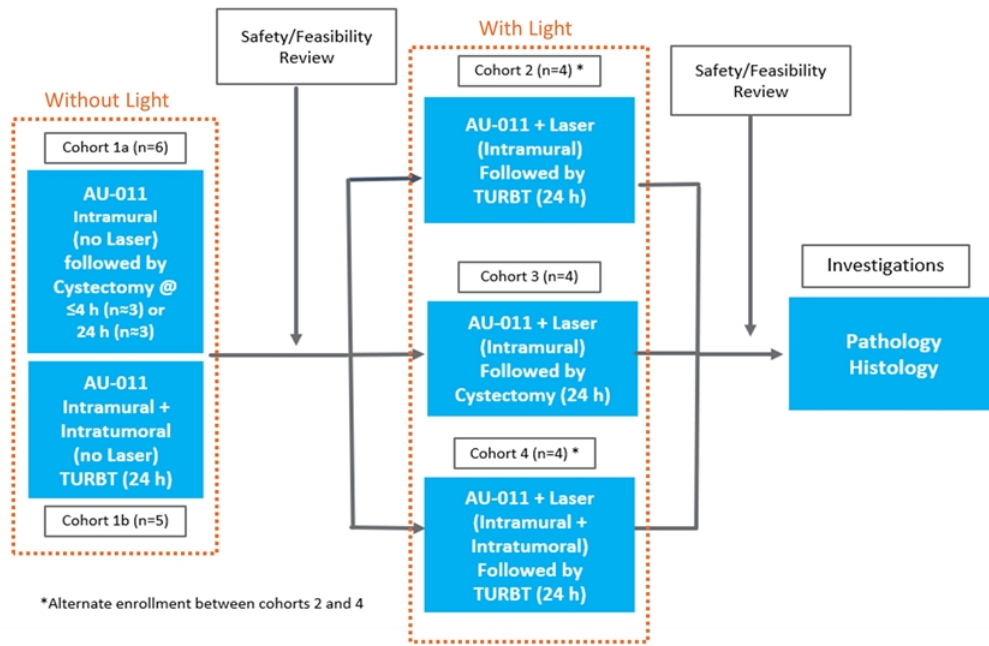 Safety/Feasibility
Review
Without Light
Cohort 1a (n=6)
AU-011
Intramural
(no Laser)
followed by
Cystectomy @
≤4 h (n≈3) or
24 h (n≈3)
AU-011
Intramural +
Intratumoral
(no Laser)
TURBT (24 h)
Cohort 1b (n=5)
*Alternate enrollment between cohorts 2 and 4
With Light
Cohort 2 (n=4) *
AU-011 + Laser
(Intramural)
Followed by
TURBT (24 h)
Cohort 3 (n=4)
AU-011 + Laser
(Intramural)
Followed by
Cystectomy (24 h)
Cohort 4 (n=4) *
AU-011 + Laser
(Intramural +
Intratumoral)
Followed by
TURBT (24 h)
Safety/Feasibility
Review
Investigations
Pathology
Histology